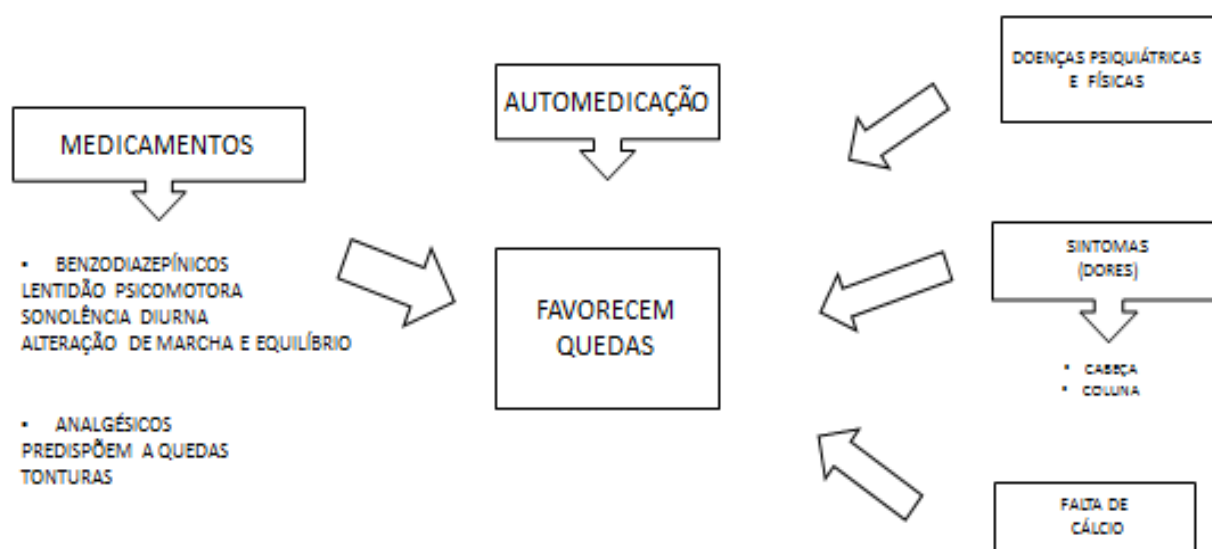 MEDICAMENTOS
• BENZODIAZEPÍNICOS
LENTIDÃO PSICOMOTORA
SONOLÊNCIA DIURNA
ALTERAÇÃO DE MARCHA E EQUILÍBRIO
• ANALGÉSICOS
PREDISPÕEM A QUEDAS
TONTURAS
AUTOMEDICAÇÃO
FAVORECEM
QUEDAS
DOENÇAS PSIQUIÁTRICAS
E FÍSICAS
SINTOMAS
(DORES)
• CABEÇA
• COLUNA
FALTA DE
CÁLCIO